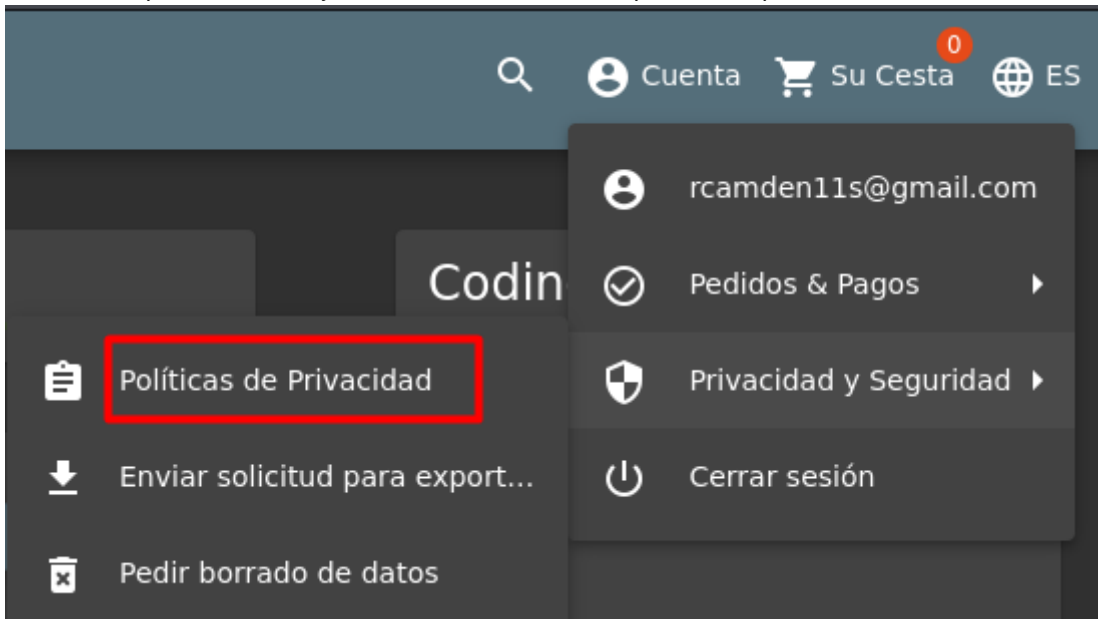 0
Cuenta
Su Cesta
ES
rcamden11s@gmail.com
Codin
Pedidos & Pagos
Políticas de Privacidad
Privacidad y Seguridad
Enviar solicitud para export...
Cerrar sesión
Pedir borrado de datos